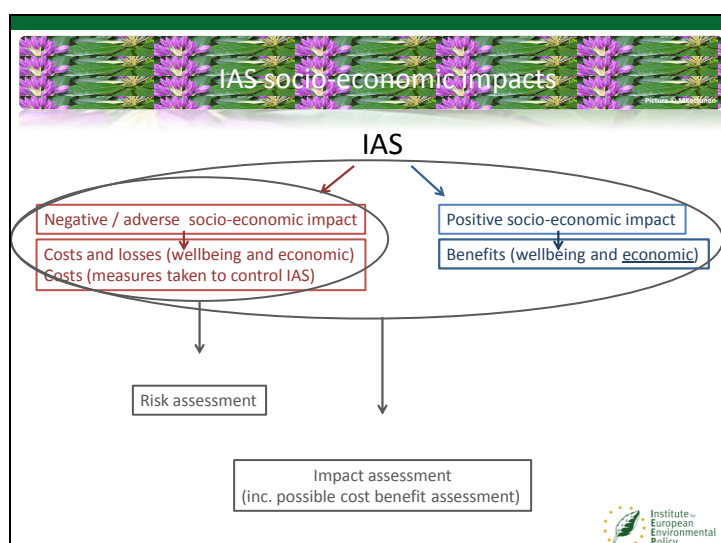 IAS socio-economic impacts
IAS
Negative / adverse socio-economic impact
Costs and losses (wellbeing and economic)
Costs (measures taken to control IAS)
Positive socio-economic impact
Benefits (wellbeing and economic)
Risk assessment
Impact assessment
(inc. possible cost benefit assessment)
Institute for
European
Environmental
Policy